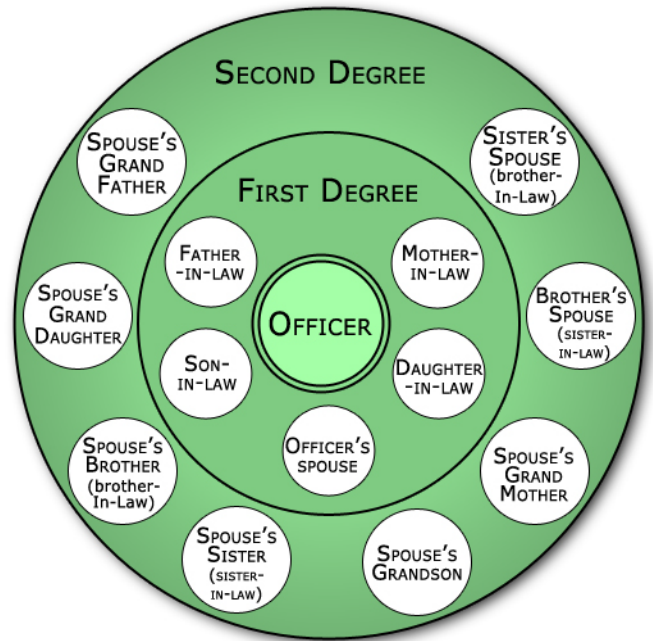 SECOND DEGREE
SPOUSE'S
GRAND
FATHER
SISTER'S
SPOUSE
(brother-
In-Law)
FIRST DEGREE
FATHER
-IN-LAW
MOTHER-
IN-LAW
SPOUSE'S
GRAND
DAUGHTER
OFFICER
BROTHER'S
SPOUSE
(SISTER-
IN-LAW)
SON-
IN-LAW
DAUGHTER
-IN-LAW
SPOUSE'S
BROTHER
(brother-
In-Law)
OFFICER'S
SPOUSE
SPOUSE'S
GRAND
MOTHER
SPOUSE'S
SISTER
(SISTER-
IN-LAW)
SPOUSE'S
GRANDSON